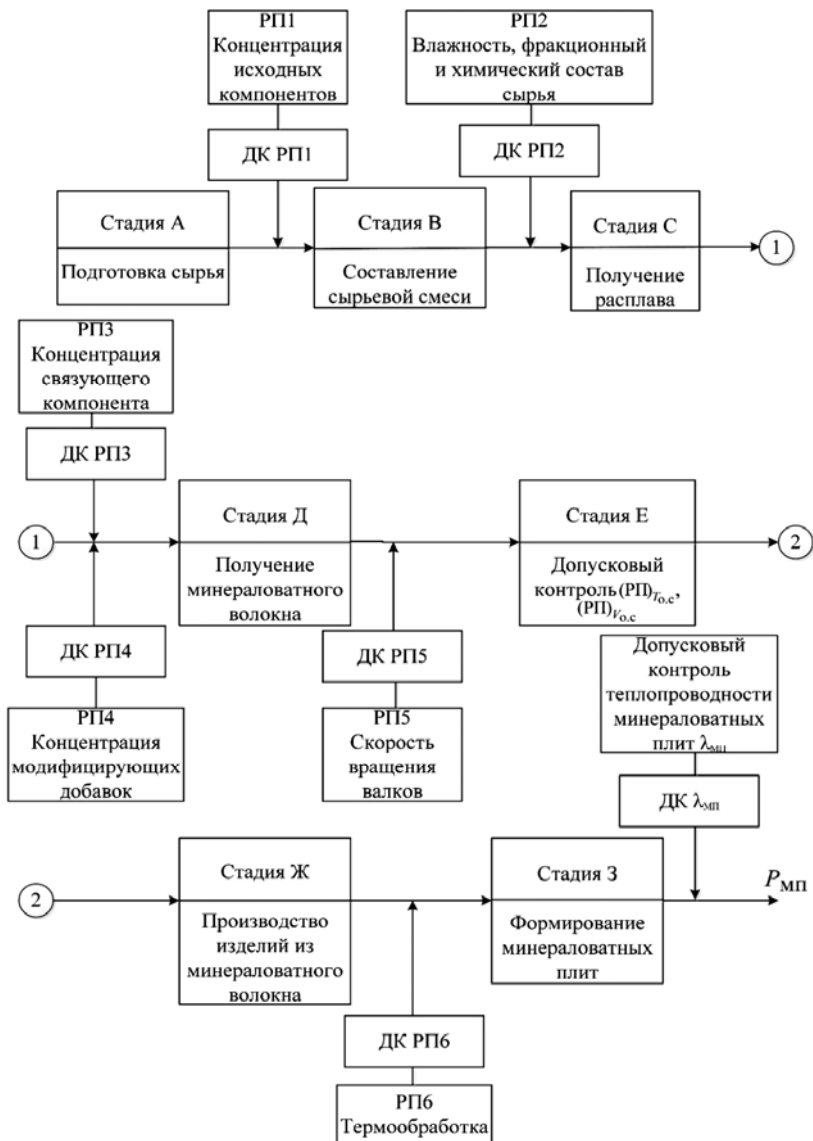 РП1
Концентрация
исходных
компонентов
РП2
Влажность, фракционный
и химический состав
сырья
ДК РП1
ДК РП2
Стадия А
Подготовка сырья
Стадия В
Составление
сырьевой смеси
Стадия С
Получение
расплава
1
РП3
Концентрация
связующего
компонента
ДК РП3
1
Стадия Д
Получение
минераловатного
волокна
Стадия Е
Допусковый
контроль (РП)Tо.с,
(РП)Vо.с
2
ДК РП4
РП4
Концентрация
модифицирующих
добавок
ДК РП5
РП5
Скорость
вращения
валков
Допусковый
контроль
теплопроводности
минераловатных
плит λмп
ДК λмп
2
Стадия Ж
Производство
изделий из
минераловатного
волокна
Стадия З
Формирование
минераловатных
плит
Pмп
ДК РП6
РП6
Термообработка